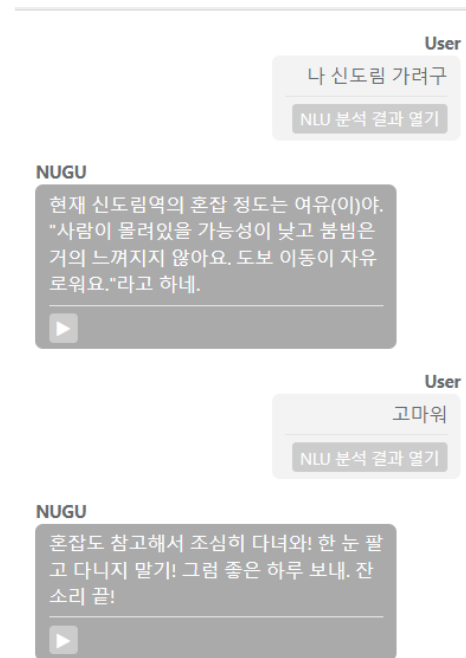 User
나 신도림 가려구
NLU 분석 결과 열기
NUGU
현재 신도림역의 혼잡 정도는 여유(이)야.
"사람이 몰려있을 가능성이 낮고 붐빔은
거의 느껴지지 않아요. 도보 이동이 자유
로워요."라고 하네.
User
고마워
NLU 분석 결과 열기
NUGU
혼잡도 참고해서 조심히 다녀와! 한 눈 팔
고 다니지 말기! 그럼 좋은 하루 보내. 잔
소리 끝!